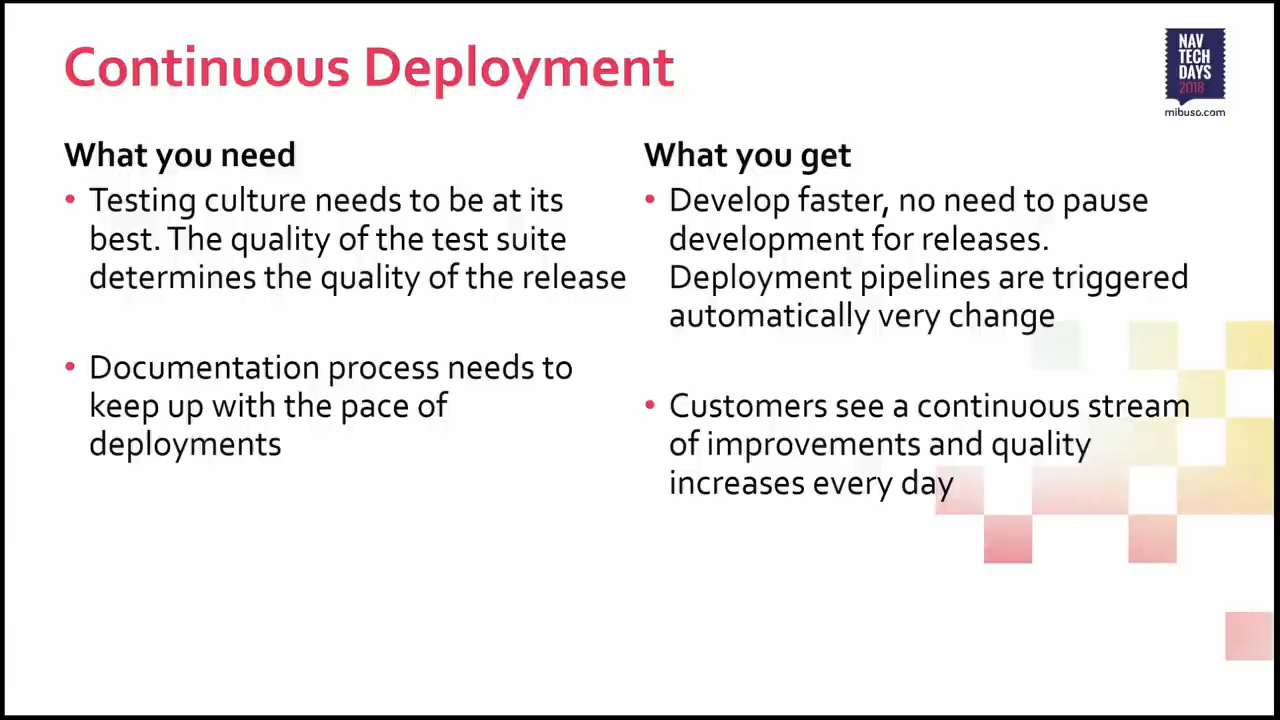 Continuous Deployment
NAV
TECH
DAYS
2018
mibuso.com
What you need
• Testing culture needs to be at its
best. The quality of the test suite
determines the quality of the release
• Documentation process needs to
keep up with the pace of
deployments
What you get
• Develop faster, no need to pause
development for releases.
Deployment pipelines are triggered
automatically very change
• Customers see a continuous stream
of improvements and quality
increases every day